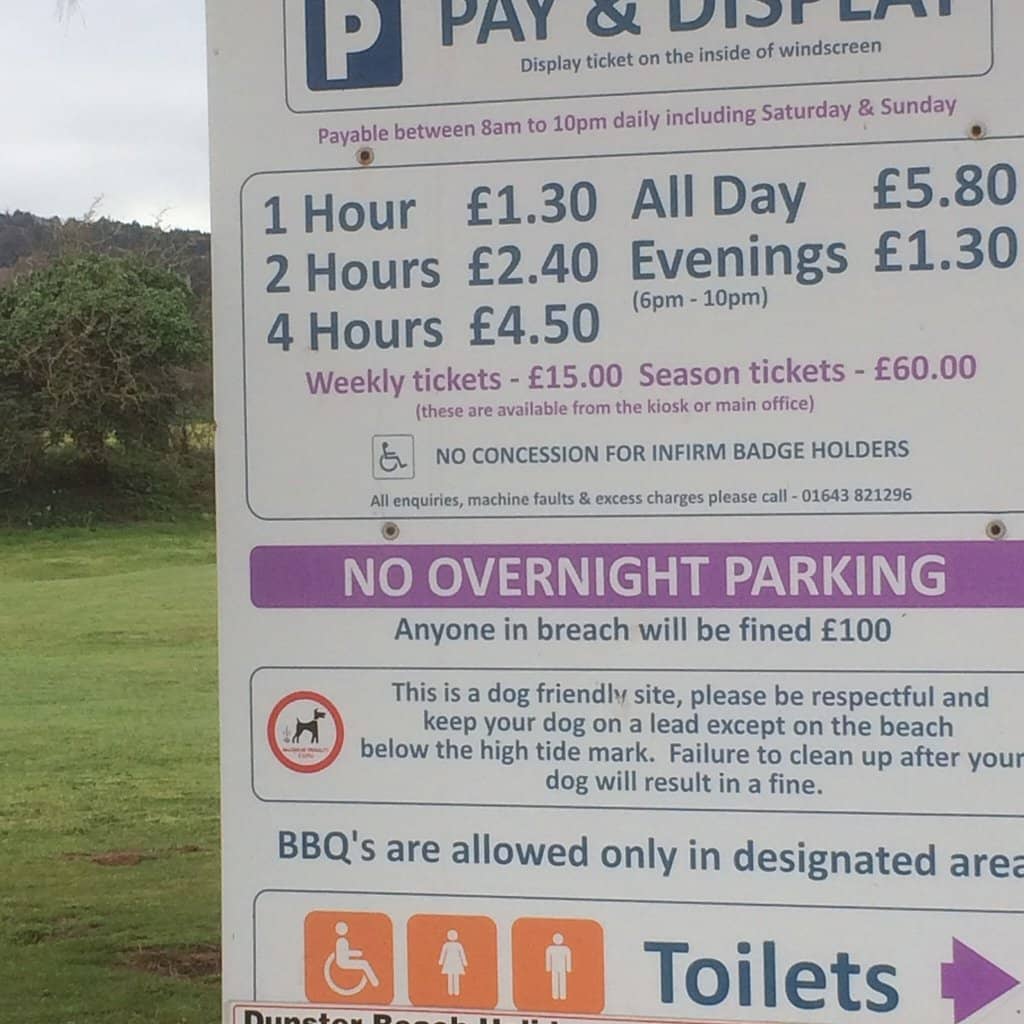 P PAY & DISPLAY
Display ticket on the inside of windscreen
Payable between 8am to 10pm daily including Saturday & Sunday
1 Hour £1.30 All Day £5.80
2 Hours £2.40 Evenings £1.30
(6pm - 10pm)
4 Hours £4.50
Weekly tickets - £15.00 Season tickets - £60.00
(these are available from the kiosk or main office)
NO CONCESSION FOR INFIRM BADGE HOLDERS
All enquiries, machine faults & excess charges please call - 01643 821296
NO OVERNIGHT PARKING
Anyone in breach will be fined £100
This is a dog friendly site, please be respectful and
keep your dog on a lead except on the beach
below the high tide mark. Failure to clean up after your
dog will result in a fine.
BBQ's are allowed only in designated area
Toilets
Dunster Beach